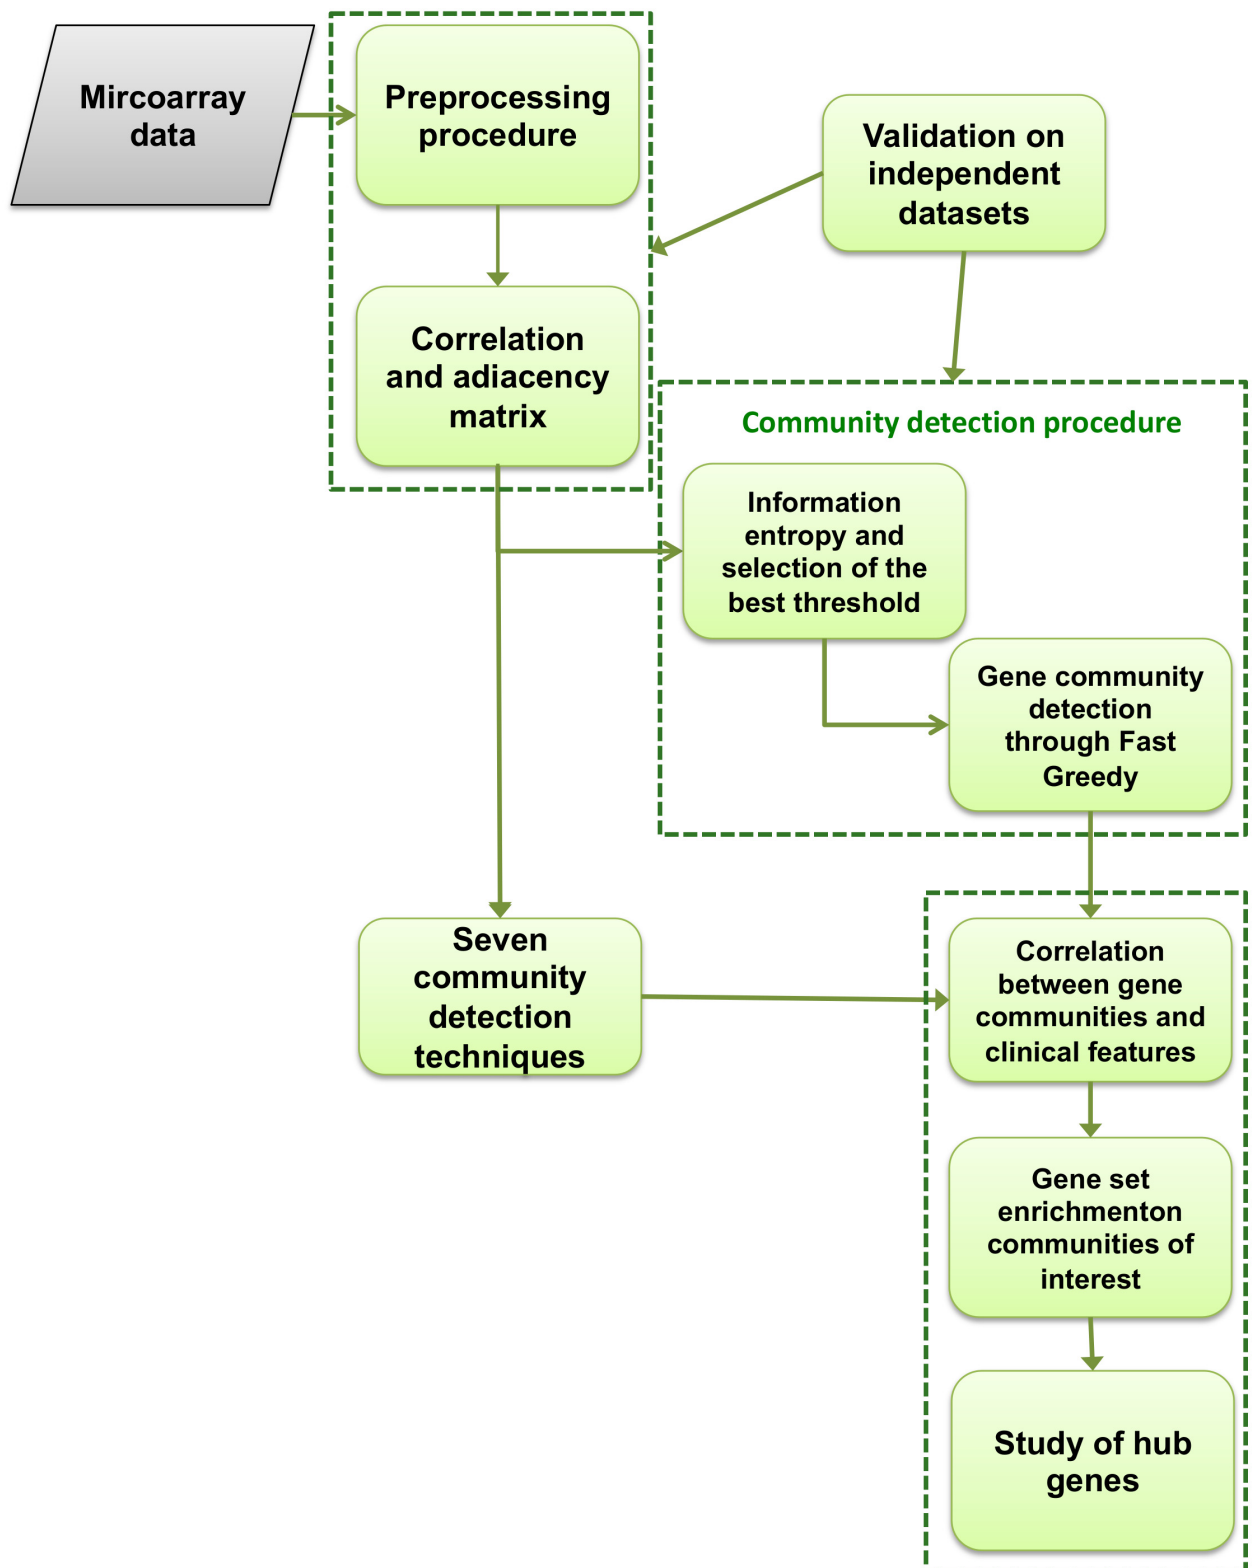 Mircoarray
data
Preprocessing
procedure
Validation on
independent
datasets
Correlation
and adiacency
matrix
Community detection procedure
Information
entropy and
selection of the
best threshold
Gene community
detection
through Fast
Greedy
Seven
community
detection
techniques
Correlation
between gene
communities and
clinical features
Gene set
enrichmenton
communities of
interest
Study of hub
genes